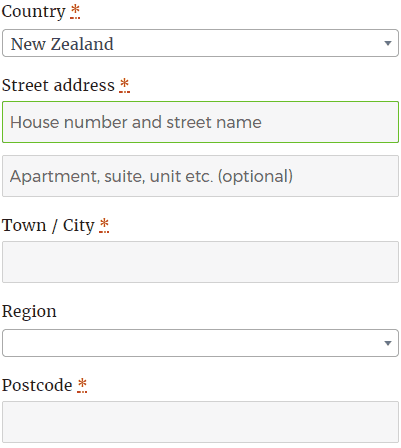 Country *
New Zealand
Street address *
House number and street name
Apartment, suite, unit etc. (optional)
Town / City *
Region
Postcode *